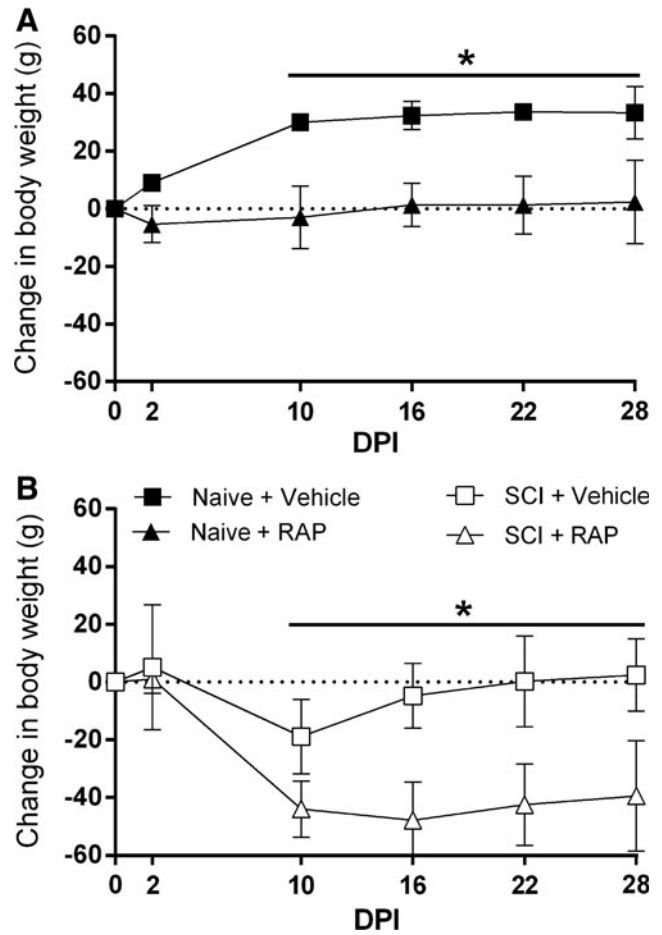 A
Change in body weight (g)
60
40
20
0
-20
-40
-60
*
0 2 10 16 22 28
DPI
B
Change in body weight (g)
60
40
20
0
-20
-40
-60
Naive + Vehicle
Naive + RAP
SCI + Vehicle
SCI + RAP
*
0 2 10 16 22 28
DPI